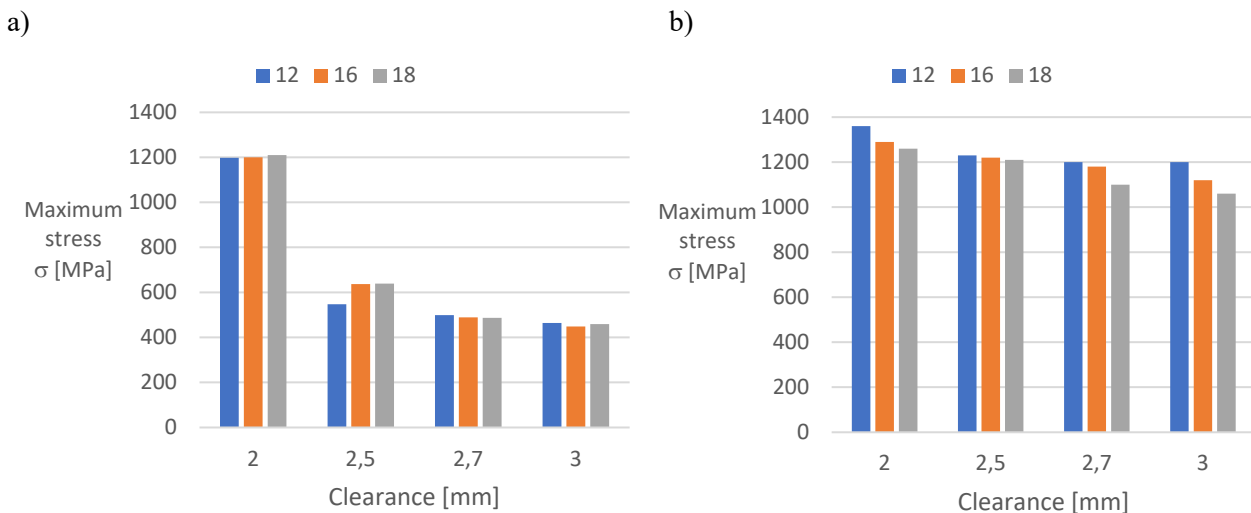 a)
12 16 18
1400
1200
1000
800
600
400
200
0
Maximum
stress
σ [MPa]
2 2,5 2,7 3
Clearance [mm]
b)
12 16 18
1400
1200
1000
800
600
400
200
0
Maximum
stress
σ [MPa]
2 2,5 2,7 3
Clearance [mm]